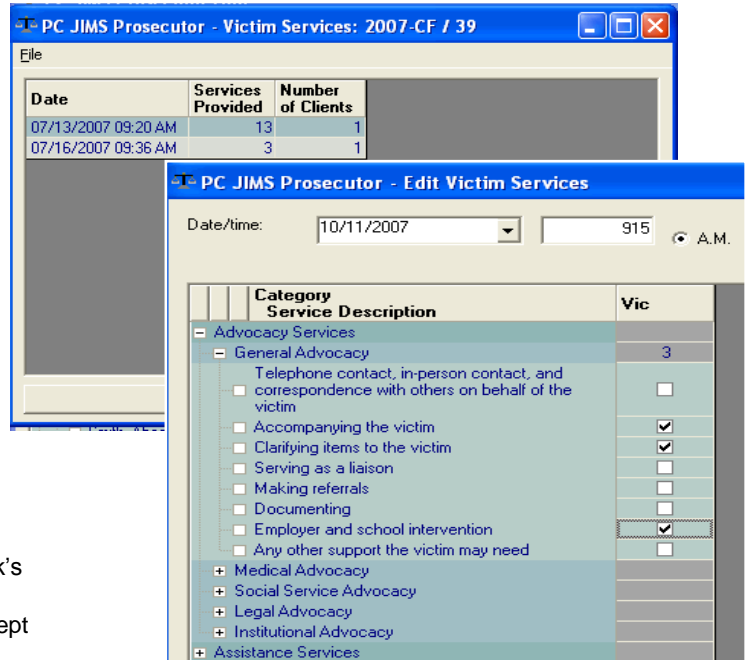 PC JIMS Prosecutor - Victim Services: 2007-CF / 39
File
Date Services Provided Number of Clients
07/13/2007 09:20 AM 13 1
07/16/2007 09:36 AM 3 1
PC JIMS Prosecutor - Edit Victim Services
Date/time: 10/11/2007 915 A.M.
Category
Service Description Vic
Advocacy Services
General Advocacy 3
Telephone contact, in-person contact, and
correspondence with others on behalf of the
victim
Accompanying the victim
Clarifying items to the victim
Serving as a liaison
Making referrals
Documenting
Employer and school intervention
Any other support the victim may need
Medical Advocacy
Social Service Advocacy
Legal Advocacy
Institutional Advocacy
Assistance Services
k's
ept